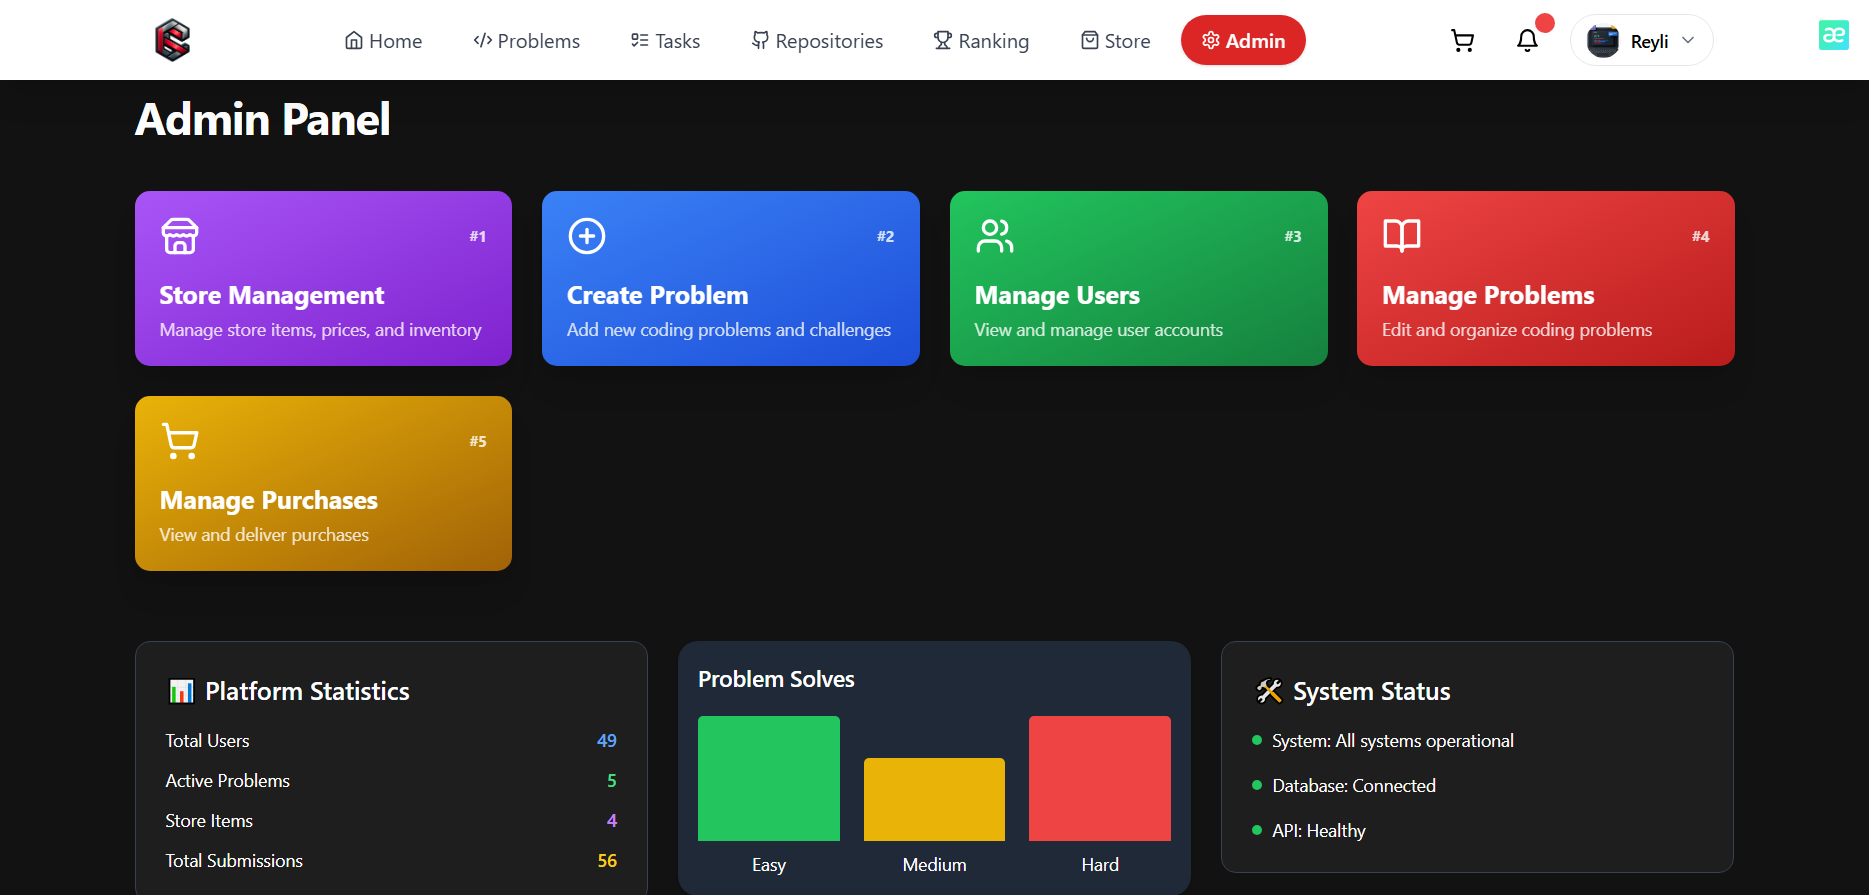 Home
Problems
Tasks
Repositories
Ranking
Store
Admin
Reyli
æ
Admin Panel
#1
Store Management
Manage store items, prices, and inventory
#2
Create Problem
Add new coding problems and challenges
#3
Manage Users
View and manage user accounts
#4
Manage Problems
Edit and organize coding problems
#5
Manage Purchases
View and deliver purchases
Platform Statistics
Total Users 49
Active Problems 5
Store Items 4
Total Submissions 56
Problem Solves
Easy
Medium
Hard
System Status
System: All systems operational
Database: Connected
API: Healthy